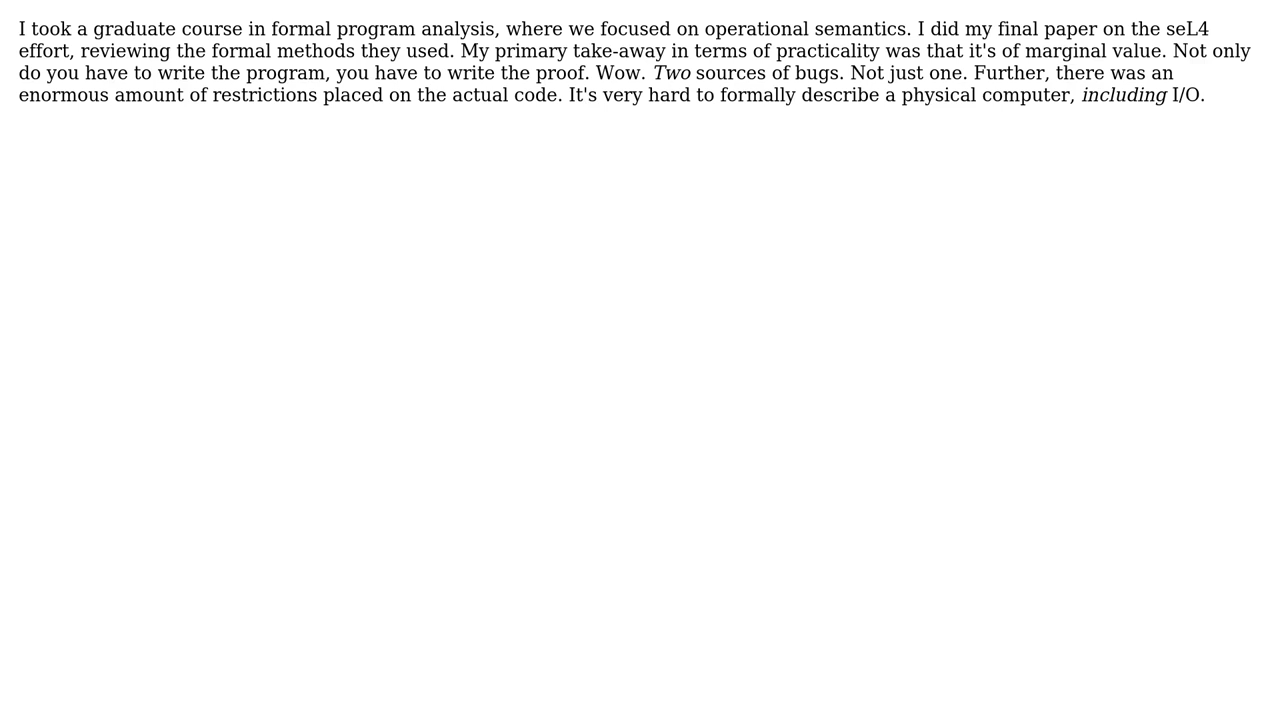 I took a graduate course in formal program analysis, where we focused on operational semantics. I did my final paper on the seL4
effort, reviewing the formal methods they used. My primary take-away in terms of practicality was that it's of marginal value. Not only
do you have to write the program, you have to write the proof. Wow. Two sources of bugs. Not just one. Further, there was an
enormous amount of restrictions placed on the actual code. It's very hard to formally describe a physical computer, including I/O.